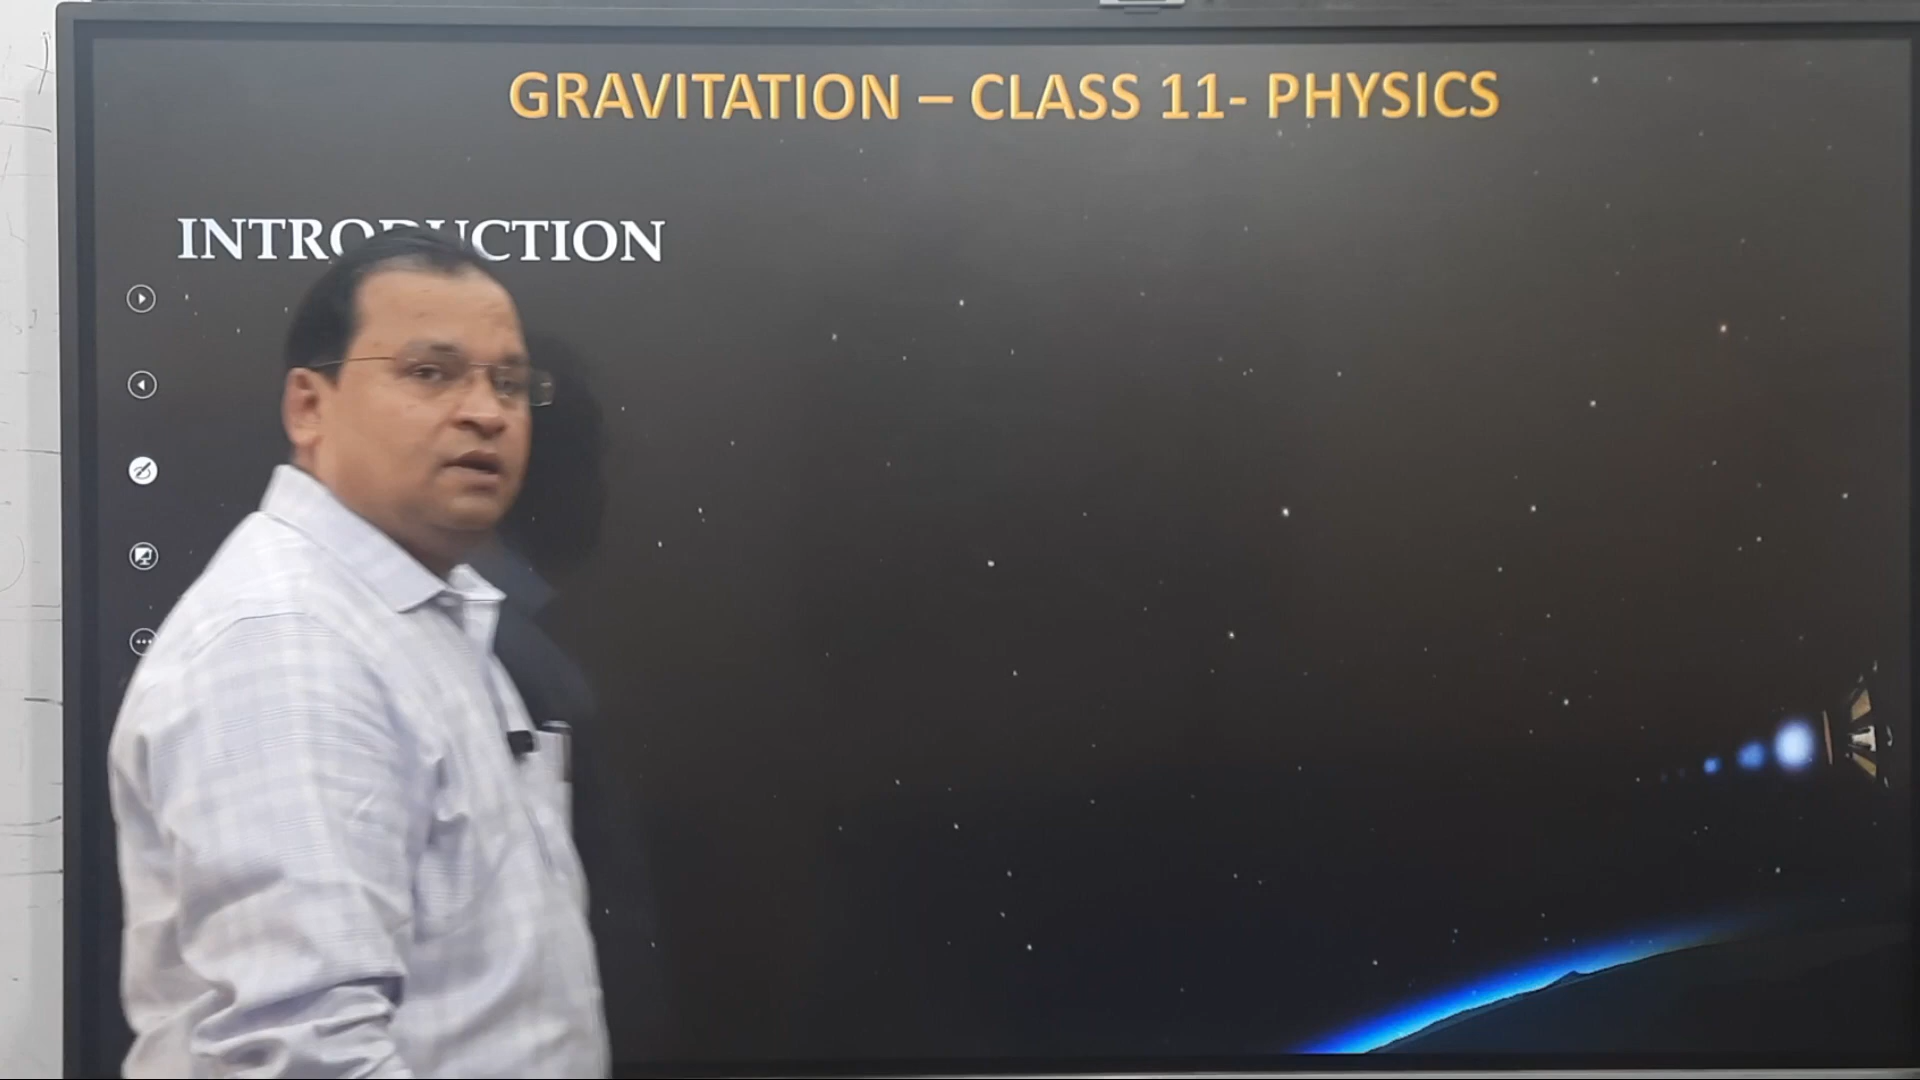 GRAVITATION – CLASS 11- PHYSICS
INTRODUCTION